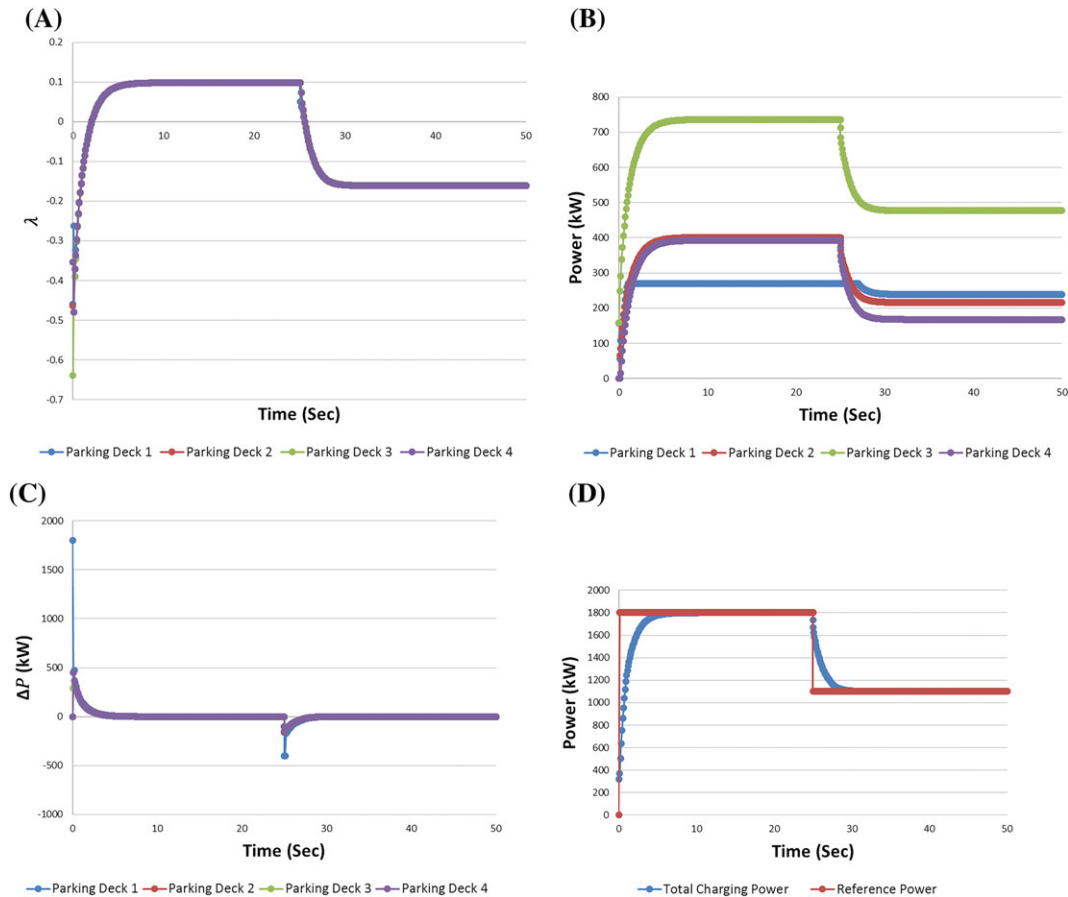 (A)
0.2
0.1
0
-0.1
-0.2
-0.3
-0.4
-0.5
-0.6
-0.7
0 10 20 30 40 50
λ
Time (Sec)
Parking Deck 1 Parking Deck 2 Parking Deck 3 Parking Deck 4
(B)
800
700
600
500
400
300
200
100
0
0 10 20 30 40 50
Power (kW)
Time (Sec)
Parking Deck 1 Parking Deck 2 Parking Deck 3 Parking Deck 4
(C)
2000
1500
1000
500
0
-500
-1000
0 10 20 30 40 50
ΔP (kW)
Time (Sec)
Parking Deck 1 Parking Deck 2 Parking Deck 3 Parking Deck 4
(D)
2000
1800
1600
1400
1200
1000
800
600
400
200
0
0 10 20 30 40 50
Power (kW)
Time (Sec)
Total Charging Power Reference Power